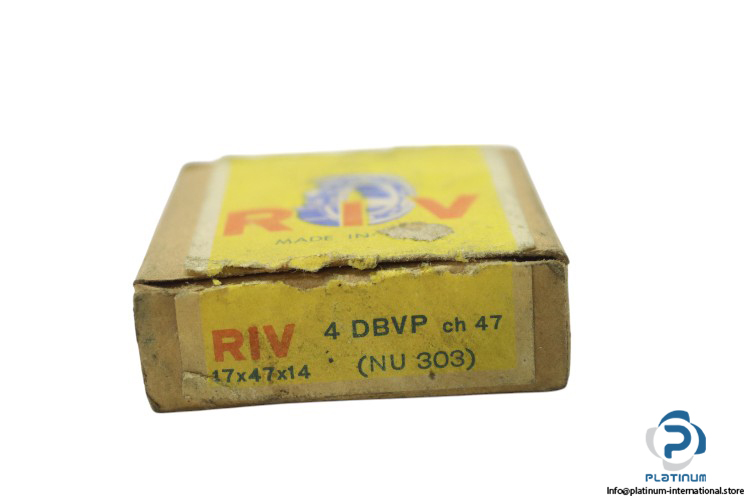 RIV
MADE IN
RIV 4 DBVP ch 47
17x47x14 (NU 303)
PLATINUM
Info@platinum-international.store